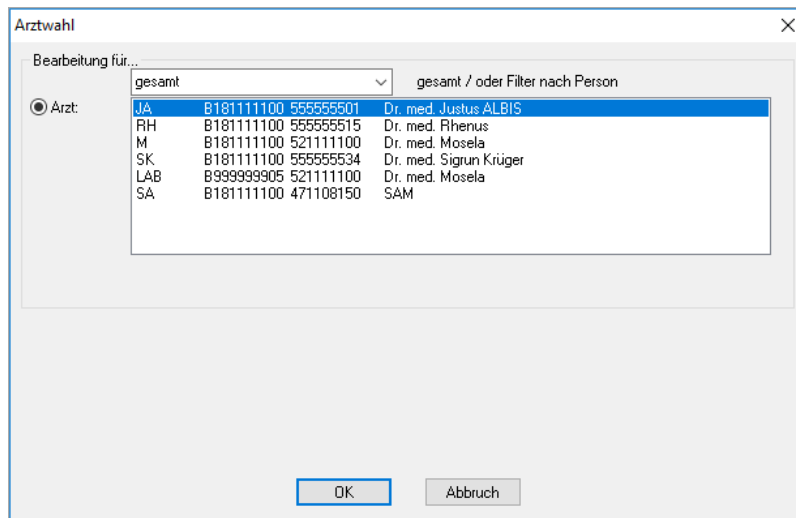 Arztwahl
Bearbeitung für...
gesamt gesamt / oder Filter nach Person
Arzt:
JA B181111100 555555501 Dr. med. Justus ALBIS
RH B181111100 555555515 Dr. med. Rhenus
M B181111100 521111100 Dr. med. Mosela
SK B181111100 555555534 Dr. med. Sigrun Krüger
LAB B999999905 521111100 Dr. med. Mosela
SA B181111100 471108150 SAM
OK Abbruch